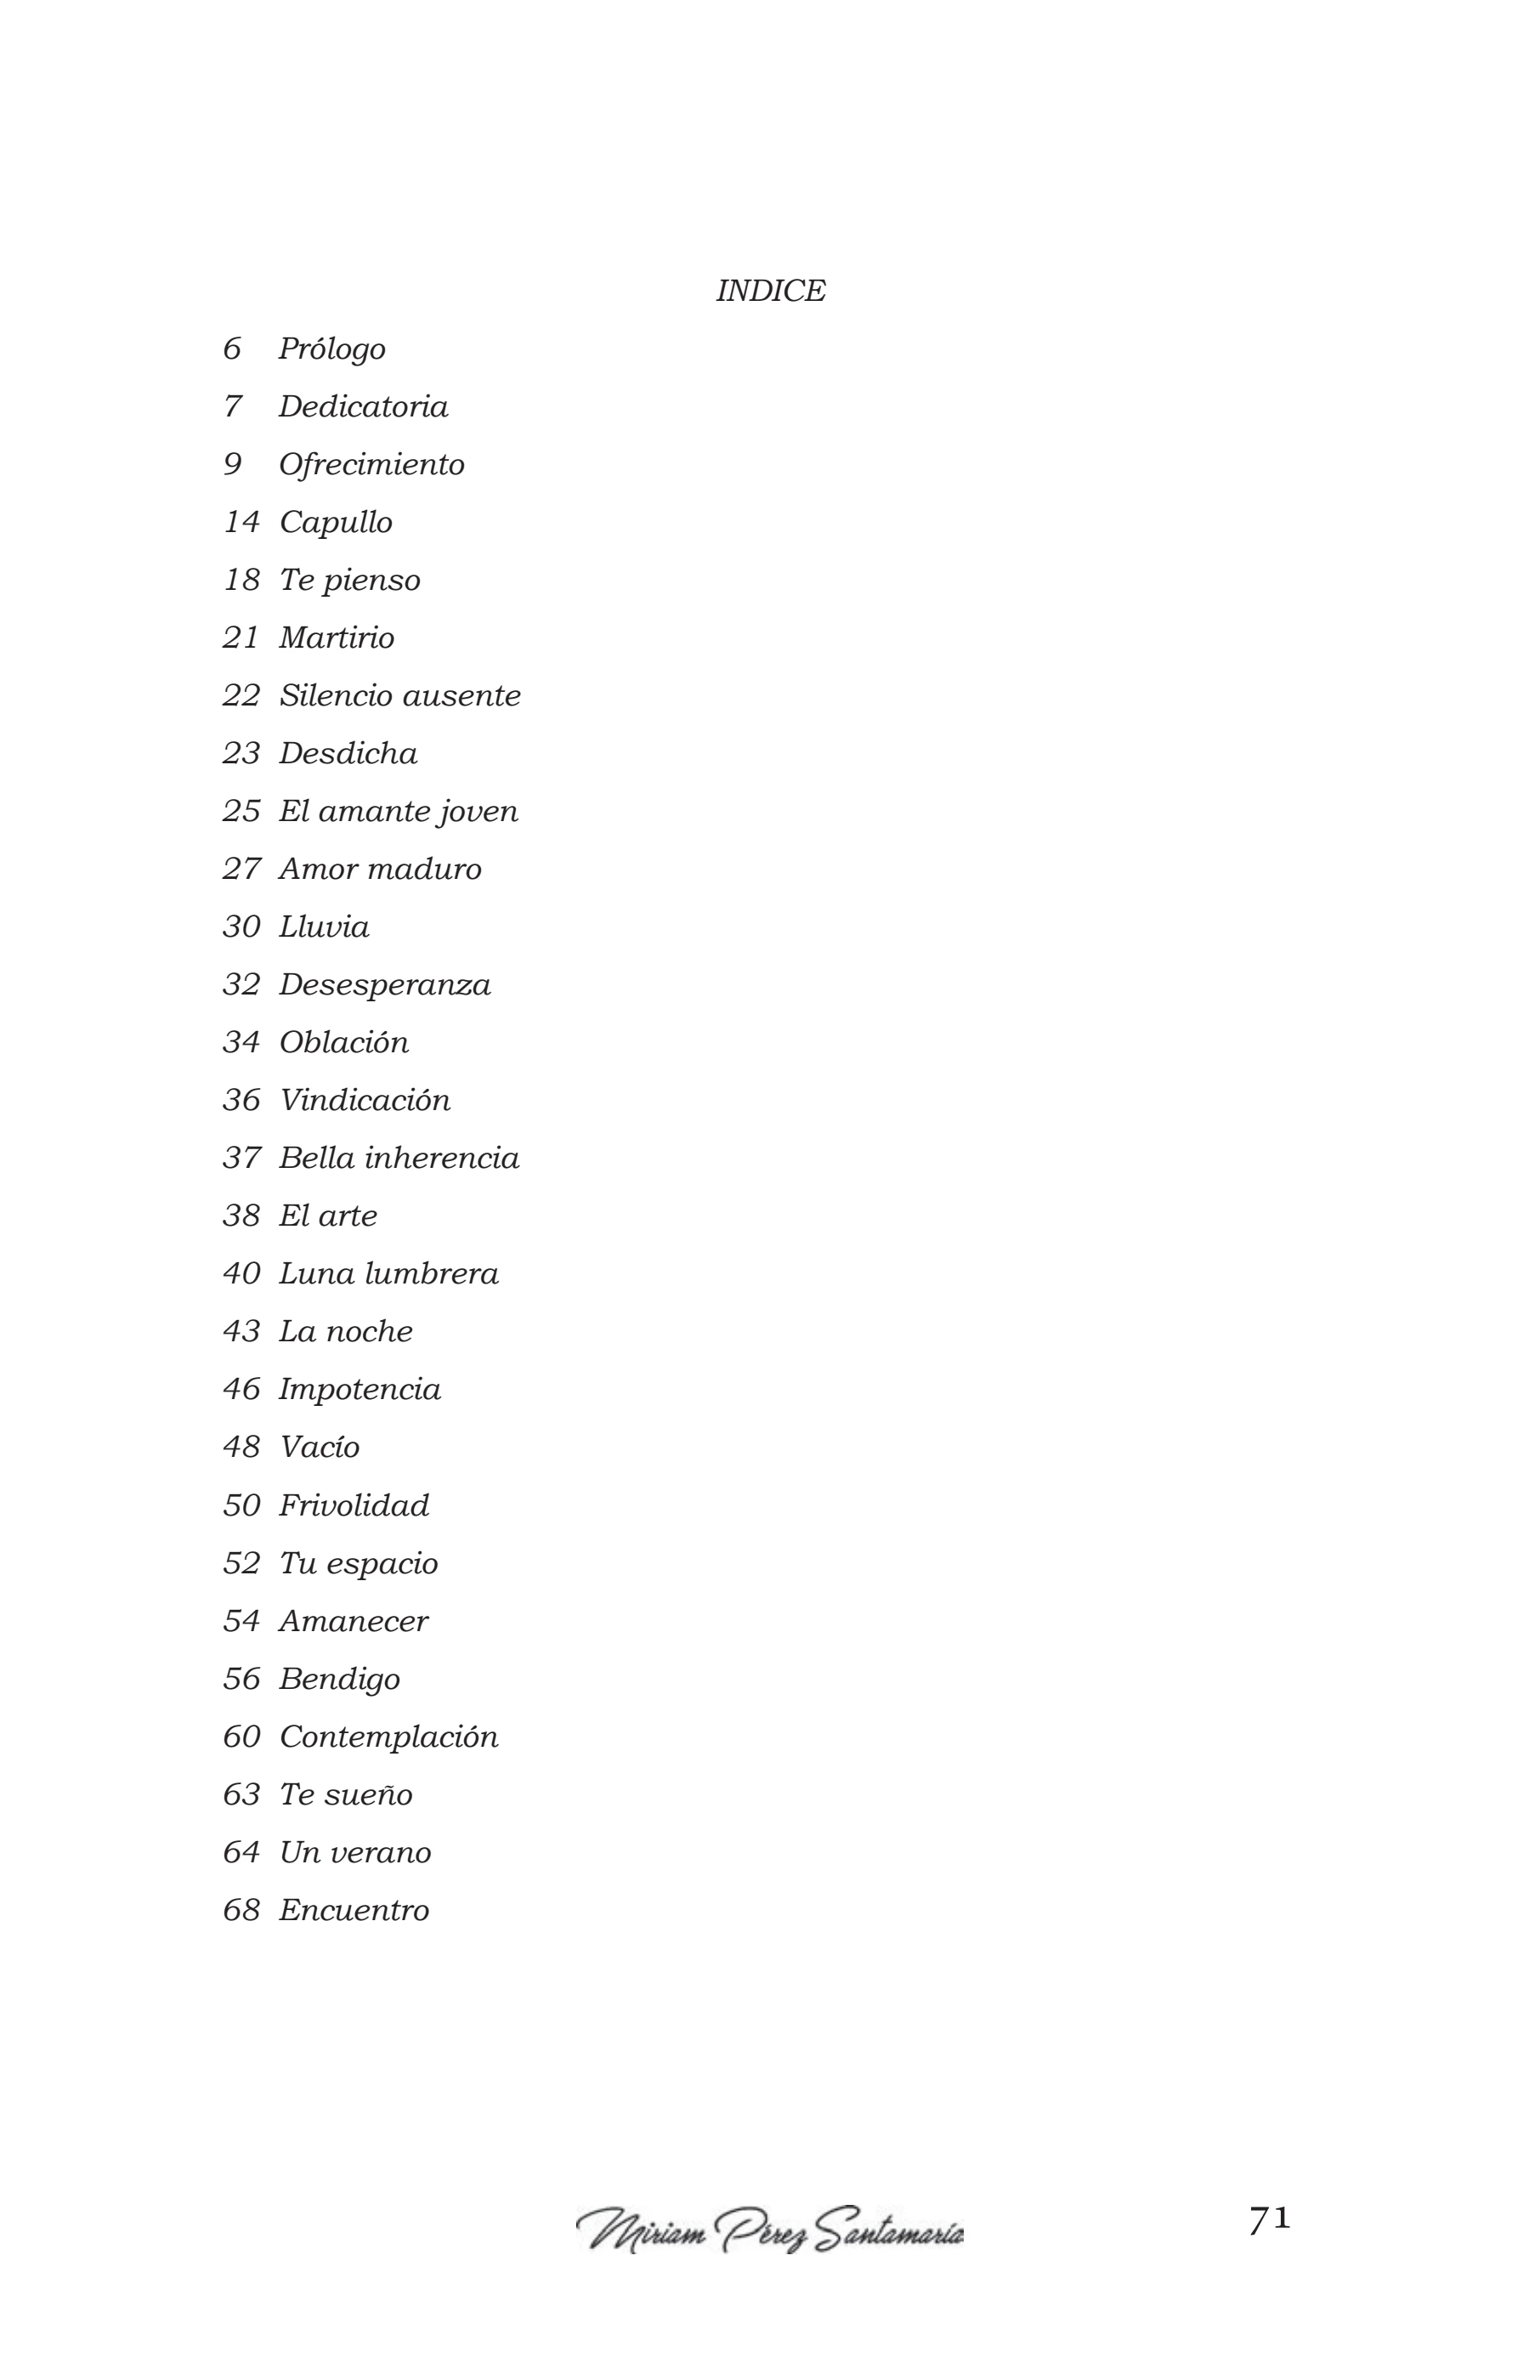 INDICE
6 Prólogo
7 Dedicatoria
9 Ofrecimiento
14 Capullo
18 Te pienso
21 Martirio
22 Silencio ausente
23 Desdicha
25 El amante joven
27 Amor maduro
30 Lluvia
32 Desesperanza
34 Oblación
36 Vindicación
37 Bella inherencia
38 El arte
40 Luna lumbrera
43 La noche
46 Impotencia
48 Vacío
50 Frivolidad
52 Tu espacio
54 Amanecer
56 Bendigo
60 Contemplación
63 Te sueño
64 Un verano
68 Encuentro
Miriam Pérez Santamaría
71